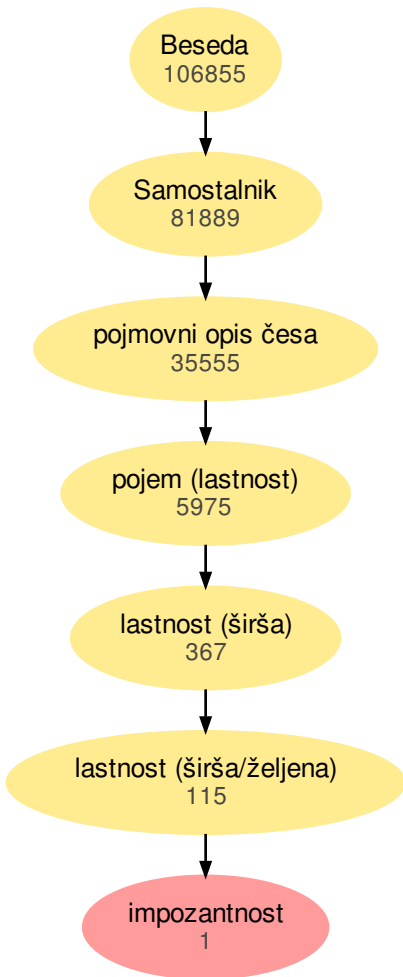 Beseda
106855
Samostalnik
81889
pojmovni opis česa
35555
pojem (lastnost)
5975
lastnost (širša)
367
lastnost (širša/željena)
115
impozantnost
1